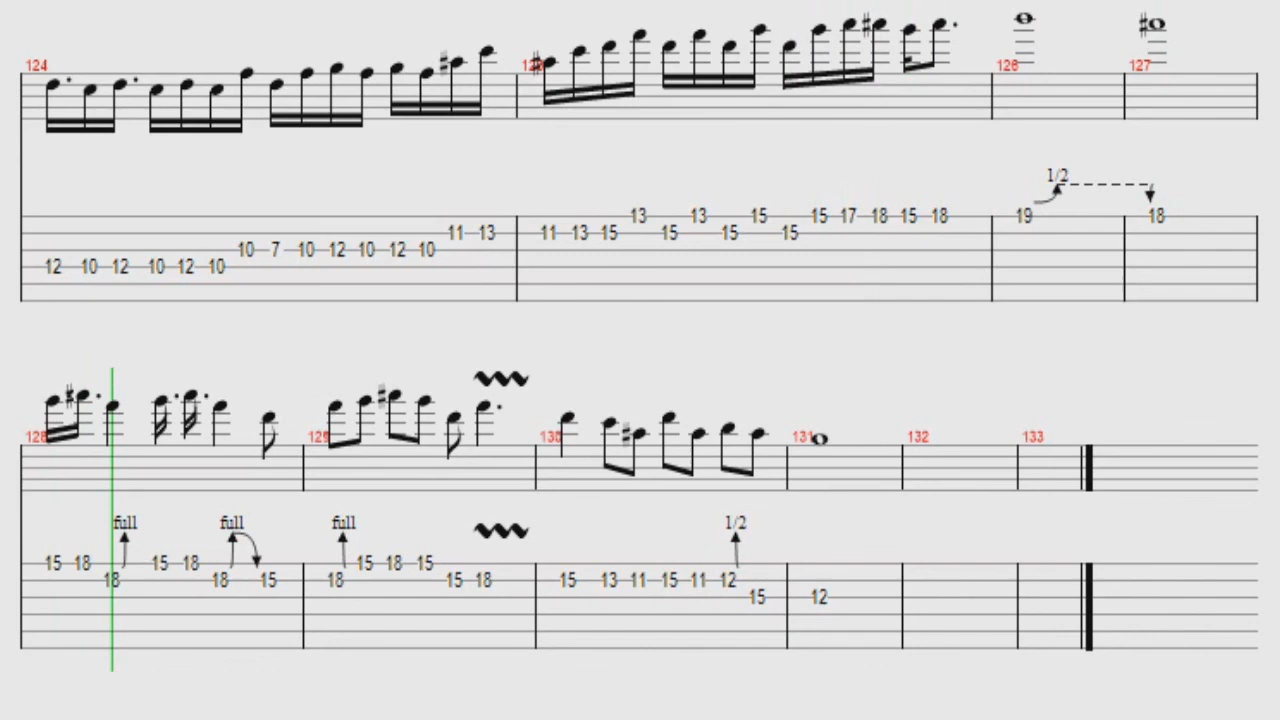 124 125 126 127
1/2
13 13 15 15 17 18 15 18 19 18
11 13 11 13 15 15 15 15
10 7 10 12 10 12 10
12 10 12 10 12 10
128 129 130 131 132 133
full full full 1/2
15 18 15 18 15 18 15
18 18 15 18 15 18 15 13 11 15 11 12
15 12